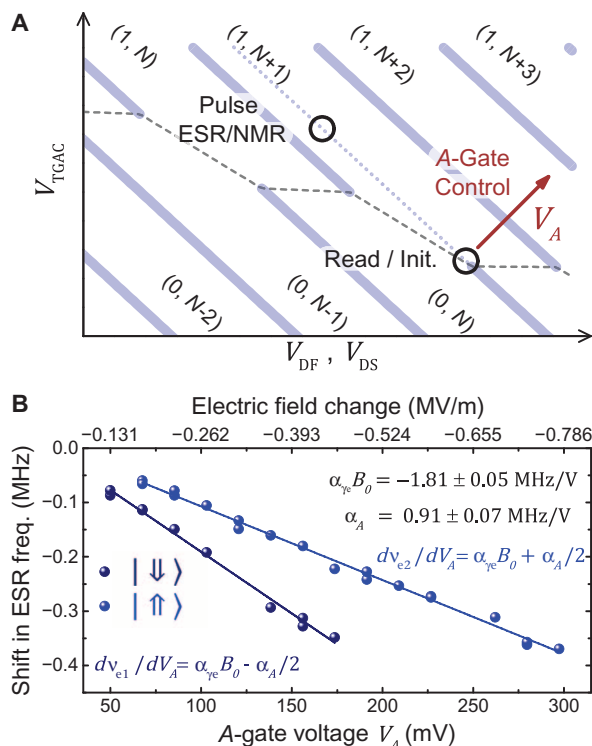 A
(1, N)
(1, N+1)
(1, N+2)
(1, N+3)
Pulse
ESR/NMR
A-Gate
Control
V_A
Read / Init.
(0, N-2)
(0, N-1)
(0, N)
V_TGAC
V_DF , V_DS
B
Electric field change (MV/m)
−0.131 −0.262 −0.393 −0.524 −0.655 −0.786
α_γe B_0 = −1.81 ± 0.05 MHz/V
α_A = 0.91 ± 0.07 MHz/V
dν_e2/dV_A = α_γe B_0 + α_A/2
|⇓⟩
|⇑⟩
dν_e1/dV_A = α_γe B_0 - α_A/2
Shift in ESR freq. (MHz)
0.0
−0.1
−0.2
−0.3
−0.4
50 100 150 200 250 300
A-gate voltage V_A (mV)